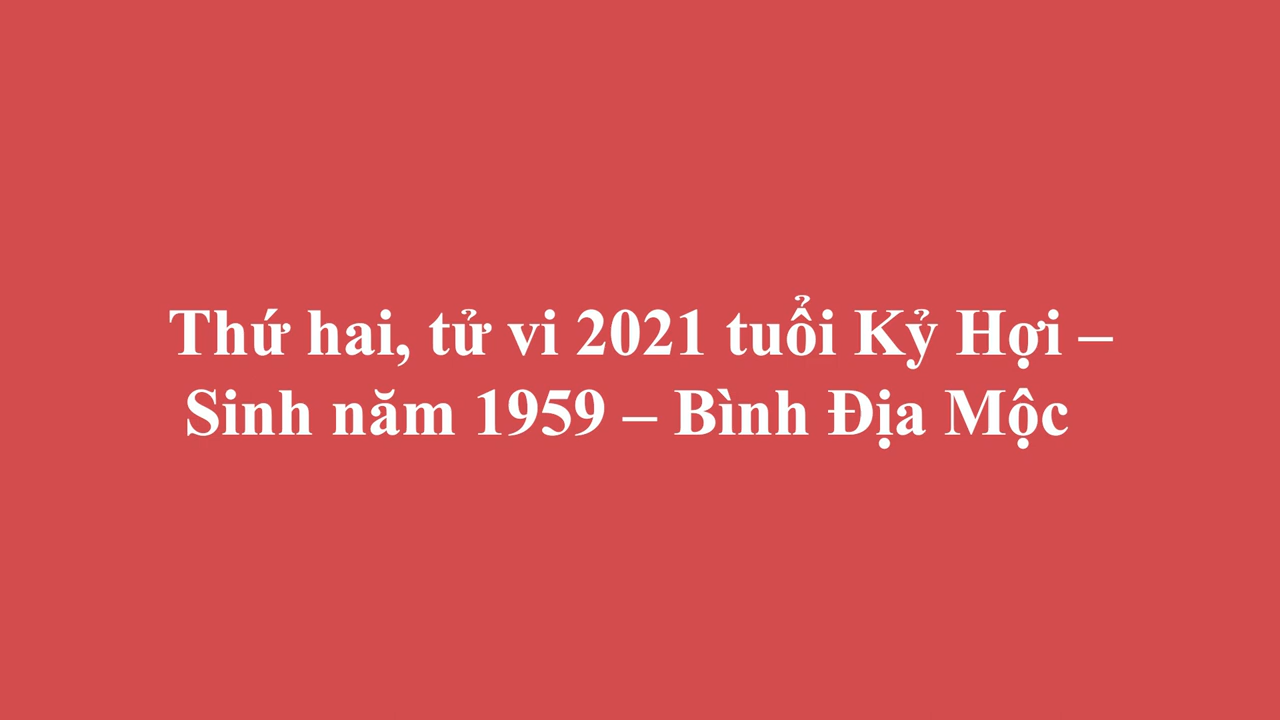 Thứ hai, tử vi 2021 tuổi Kỷ Hợi –
Sinh năm 1959 – Bình Địa Mộc